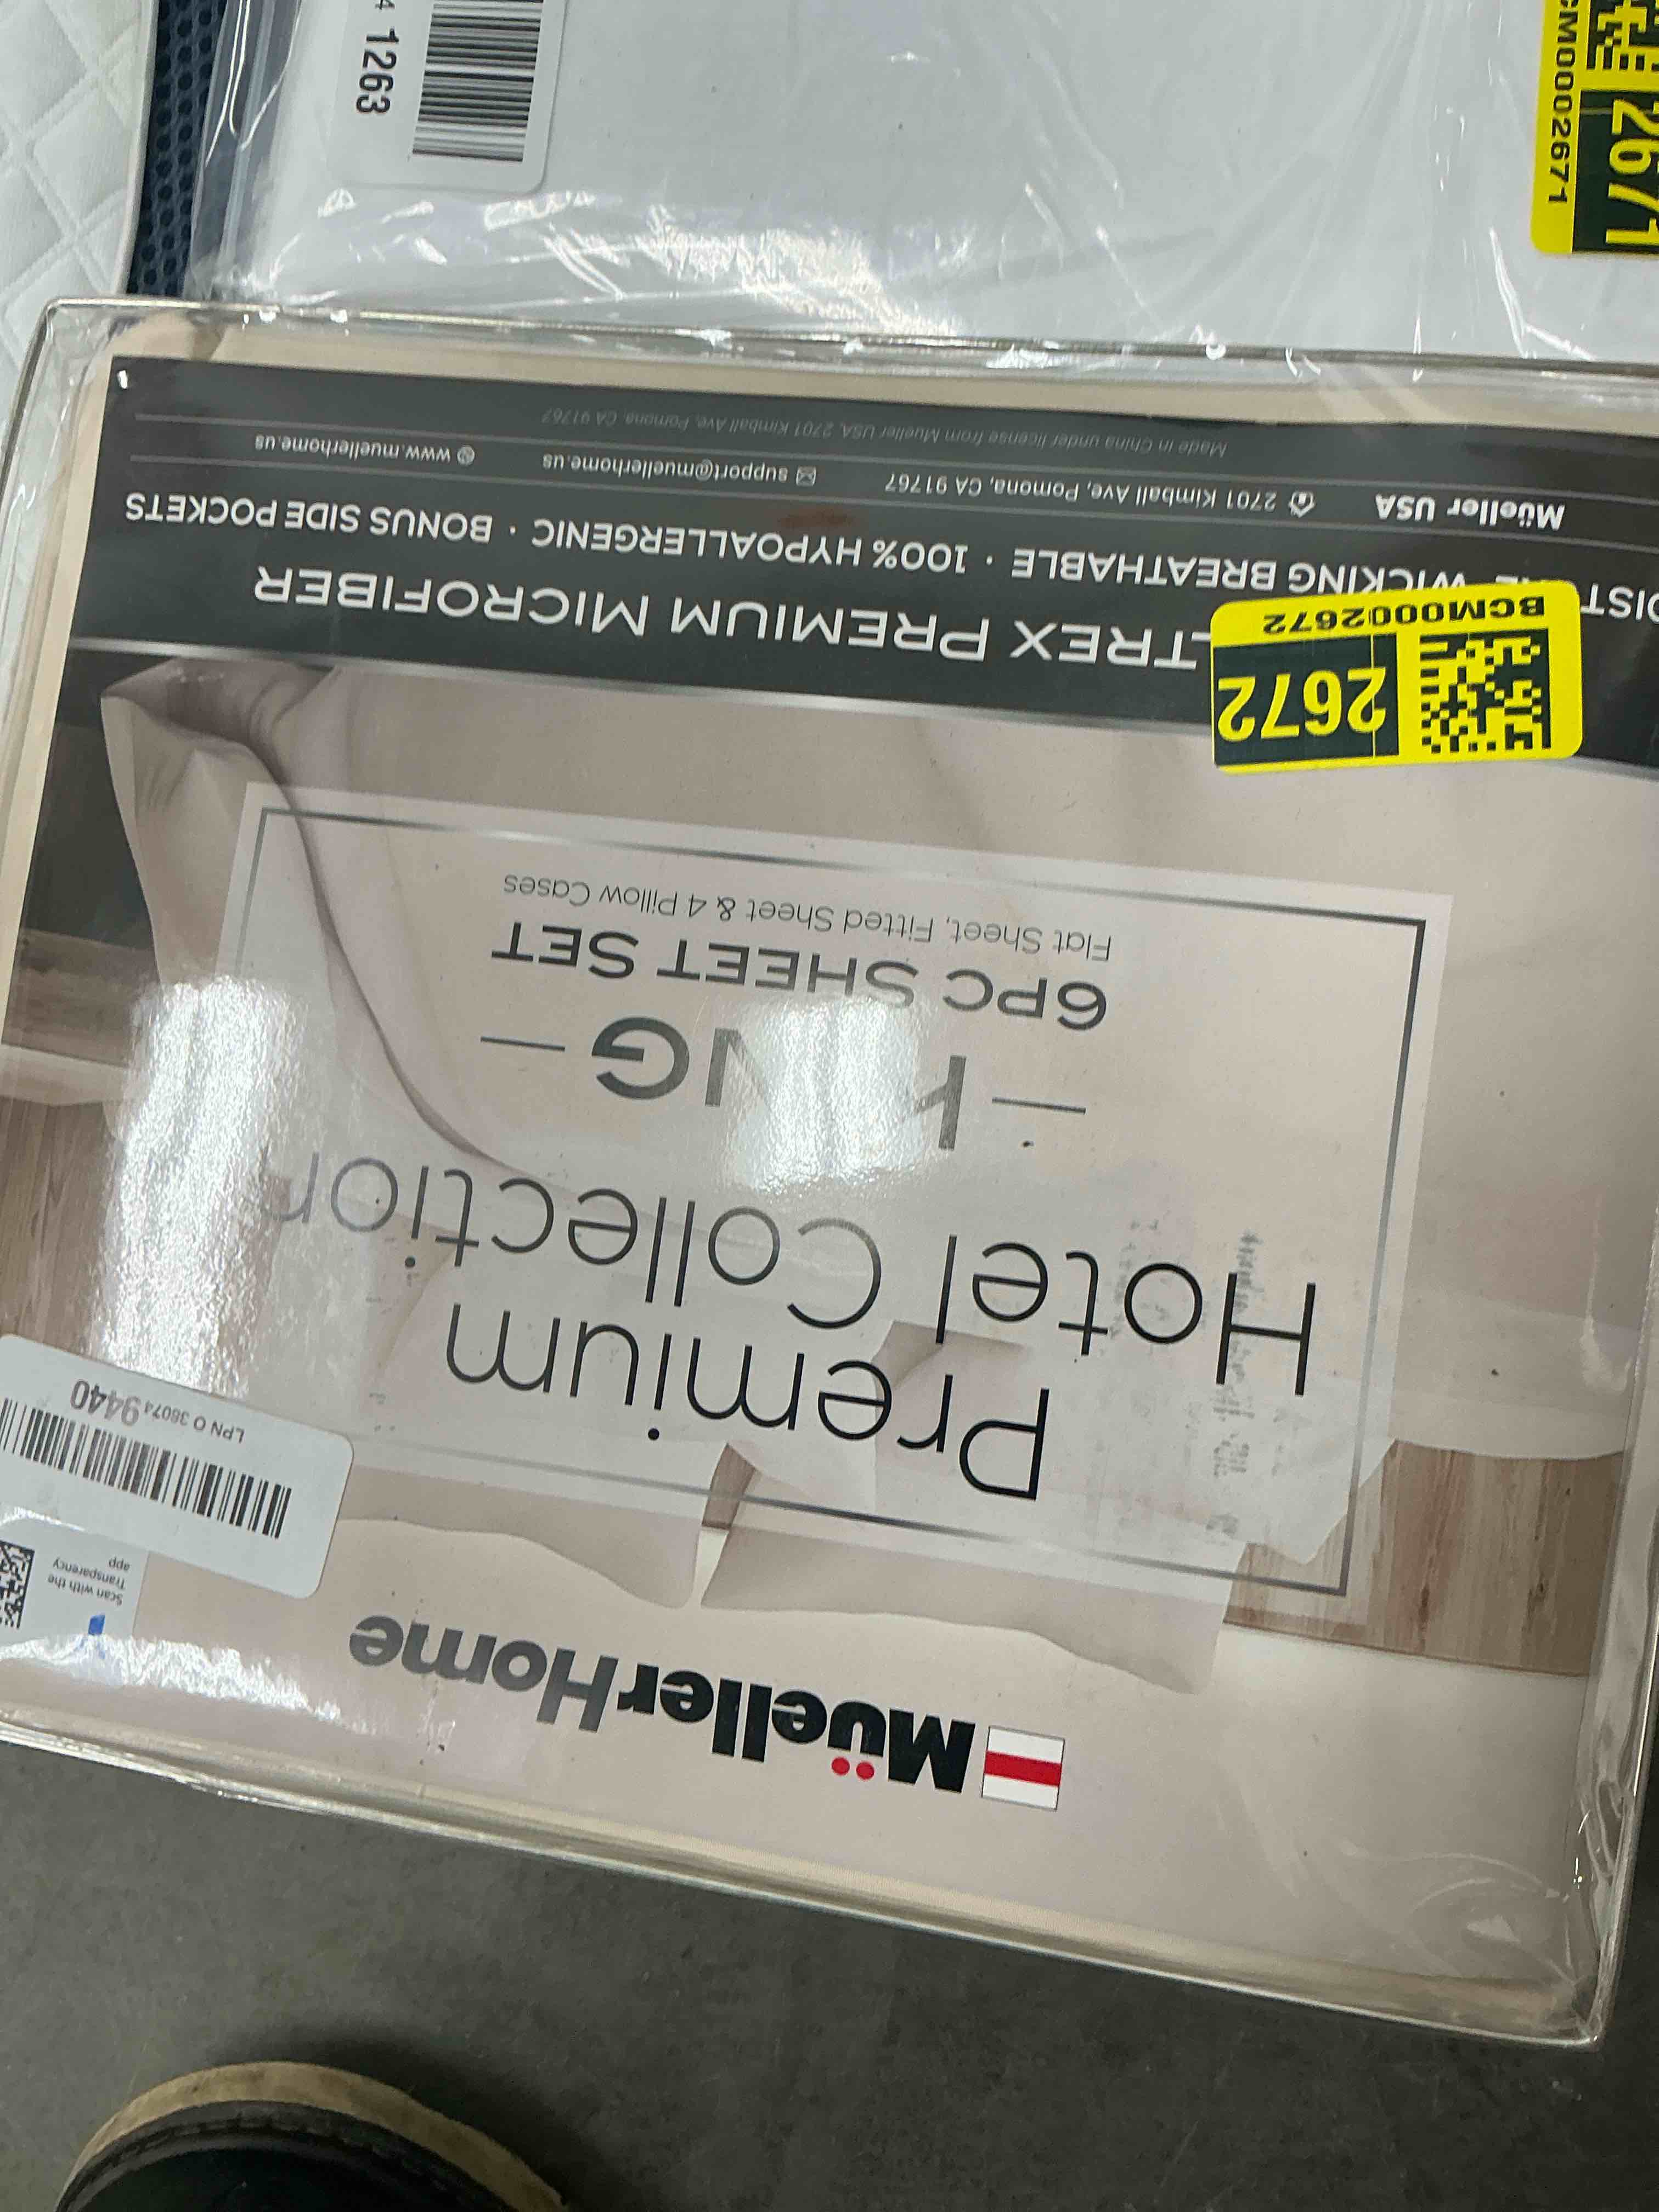 MüellerHome
Scan with the
Transparency
app
LPN O 38074 9440
Premium
Hotel Collection
6PC SHEET SET
Flat Sheet, Fitted Sheet & 4 Pillow Cases
2672
BCM0002672
TREX PREMIUM MICROFIBER
WICKING BREATHABLE · 100% HYPOALLERGENIC · BONUS SIDE POCKETS
Müeller USA 2701 Kimball Ave, Pomona, CA 91767 support@muellerhome.us www.muellerhome.us
Made in China under license from Mueller USA, 2701 Kimball Ave, Pomona, CA 91767
4 1263
2671
CM0002671